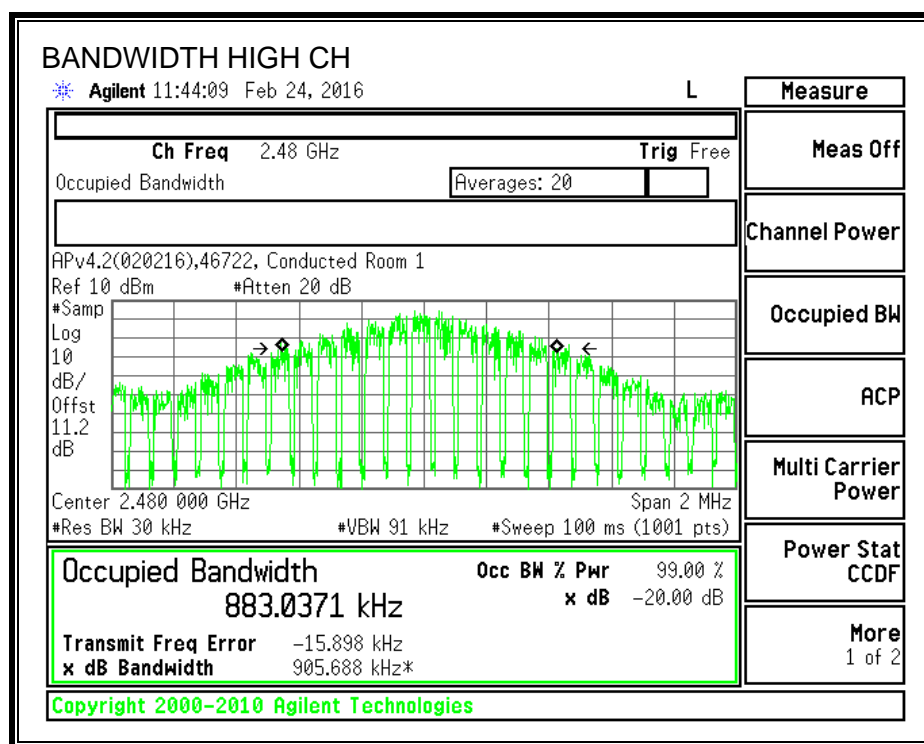 BANDWIDTH HIGH CH
Agilent 11:44:09 Feb 24, 2016 L
Ch Freq 2.48 GHz Trig Free
Occupied Bandwidth Averages: 20
APv4.2(020216),46722, Conducted Room 1
Ref 10 dBm #Atten 20 dB
#Samp
Log
10
dB/
Offst
11.2
dB
Center 2.480 000 GHz Span 2 MHz
#Res BW 30 kHz #VBW 91 kHz #Sweep 100 ms (1001 pts)
Occupied Bandwidth Occ BW % Pwr 99.00 %
883.0371 kHz x dB -20.00 dB
Transmit Freq Error -15.898 kHz
x dB Bandwidth 905.688 kHz*
Copyright 2000-2010 Agilent Technologies
Measure
Meas Off
Channel Power
Occupied BW
ACP
Multi Carrier
Power
Power Stat
CCDF
More
1 of 2